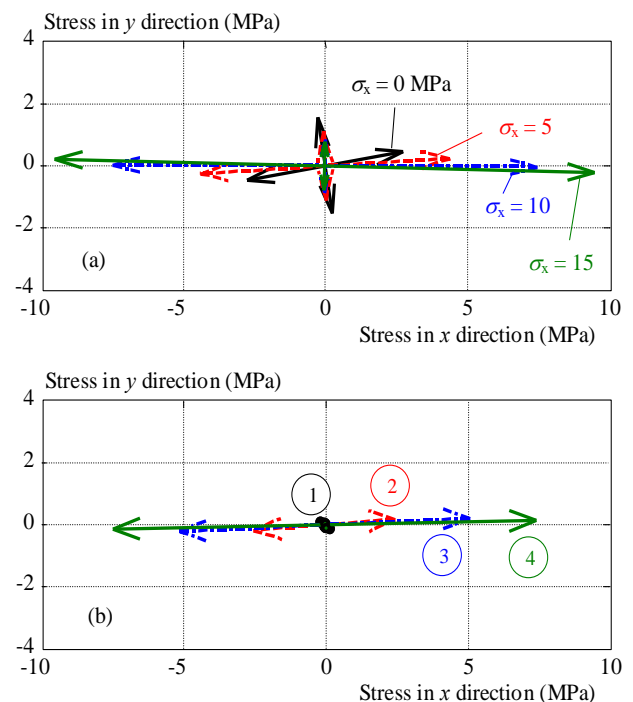 Stress in y direction (MPa)
4
2
0
-2
-4
σx = 0 MPa
σx = 5
σx = 10
σx = 15
(a)
-10 -5 0 5 10
Stress in x direction (MPa)
Stress in y direction (MPa)
4
2
0
-2
-4
1
2
3
4
(b)
-10 -5 0 5 10
Stress in x direction (MPa)